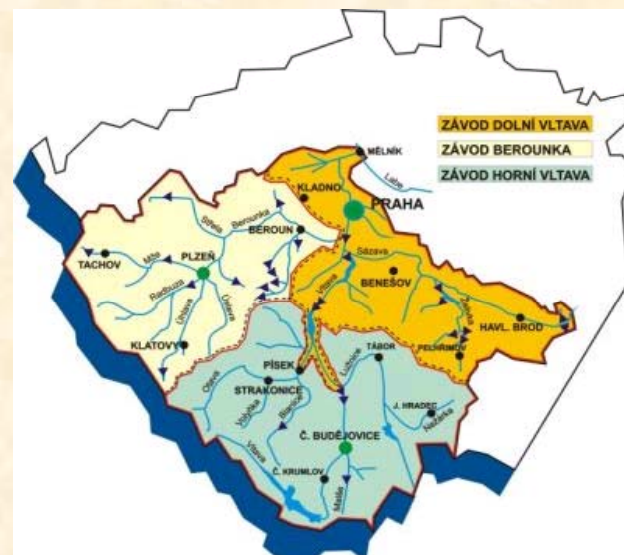 ZÁVOD DOLNÍ VLTAVA
ZÁVOD BEROUNKA
ZÁVOD HORNÍ VLTAVA
MĚLNÍK
Labe
KLADNO
PRAHA
Střela
Berounka
BEROUN
Sázava
TACHOV
Mže
PLZEŇ
Radbuza
Úhlava
Úslava
Vltava
BENEŠOV
Želivka
HAVL. BROD
KLATOVY
PELHŘIMOV
PÍSEK
Lužnice
TÁBOR
STRAKONICE
Otava
Volyňka
Blanice
J. HRADEC
Nežárka
Č. BUDĚJOVICE
Vltava
Č. KRUMLOV
Malše